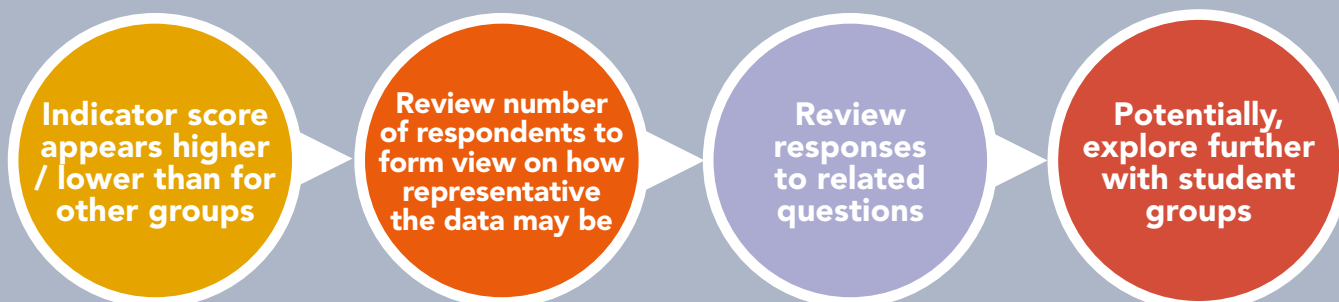 Indicator score
appears higher
/ lower than for
other groups
Review number
of respondents to
form view on how
representative
the data may be
Review
responses
to related
questions
Potentially,
explore further
with student
groups